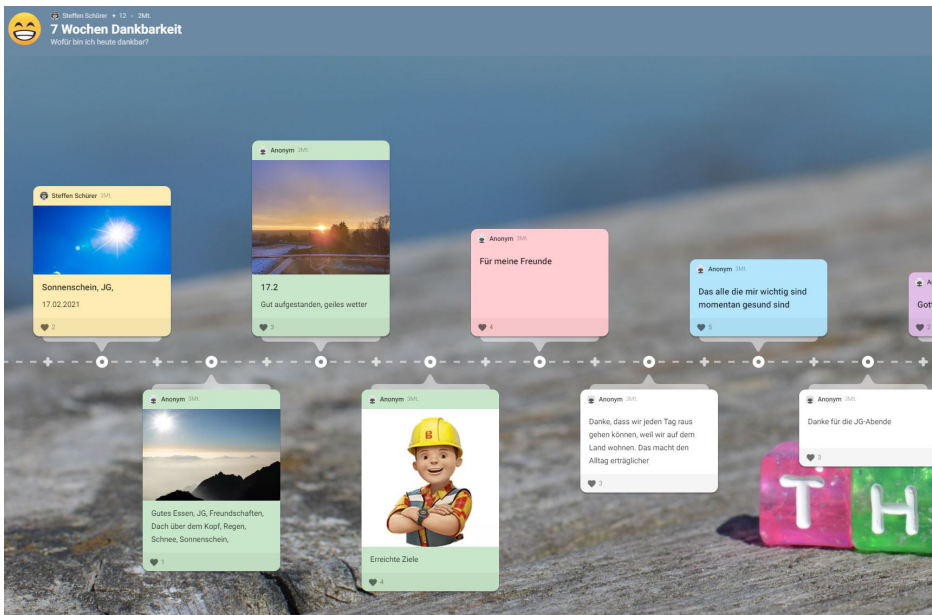 Steffen Schürer + 12 · 2Mt.
7 Wochen Dankbarkeit
Wofür bin ich heute dankbar?
Steffen Schürer 3Mt.
Sonnenschein, JG,
17.02.2021
2
Anonym 3Mt.
Gutes Essen, JG, Freundschaften,
Dach über dem Kopf, Regen,
Schnee, Sonnenschein,
1
Anonym 3Mt.
17.2
Gut aufgestanden, geiles wetter
3
Anonym 3Mt.
B
Erreichte Ziele
4
Anonym 3Mt.
Für meine Freunde
4
Anonym 3Mt.
Danke, dass wir jeden Tag raus
gehen können, weil wir auf dem
Land wohnen. Das macht den
Alltag erträglicher
3
Anonym 3Mt.
Das alle die mir wichtig sind
momentan gesund sind
5
Anonym 3Mt.
Danke für die JG-Abende
3
A
Gott
2
T H